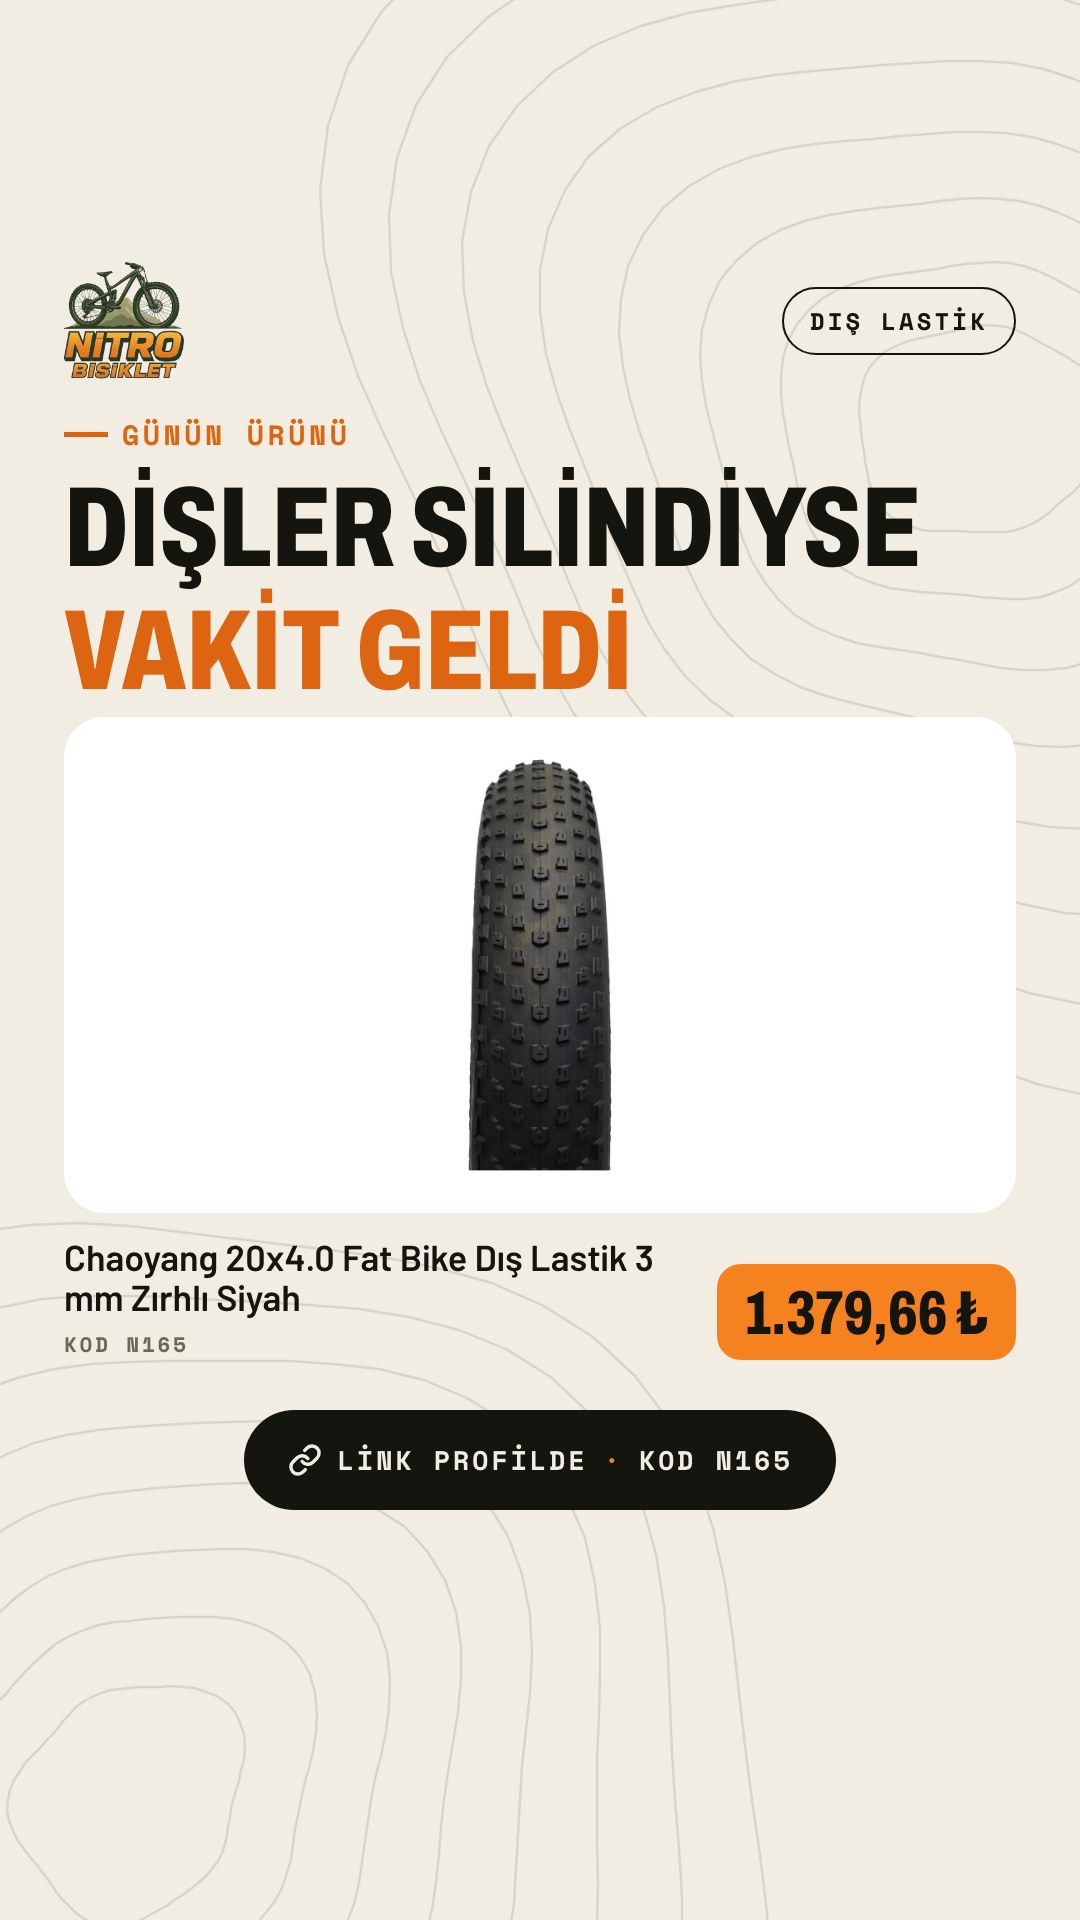 NiTRO
BiSiKLET
DIŞ LASTİK
GÜNÜN ÜRÜNÜ
DİŞLER SİLİNDİYSE
VAKİT GELDİ
Chaoyang 20x4.0 Fat Bike Dış Lastik 3
mm Zırhlı Siyah
KOD N165
1.379,66 ₺
LİNK PROFİLDE · KOD N165